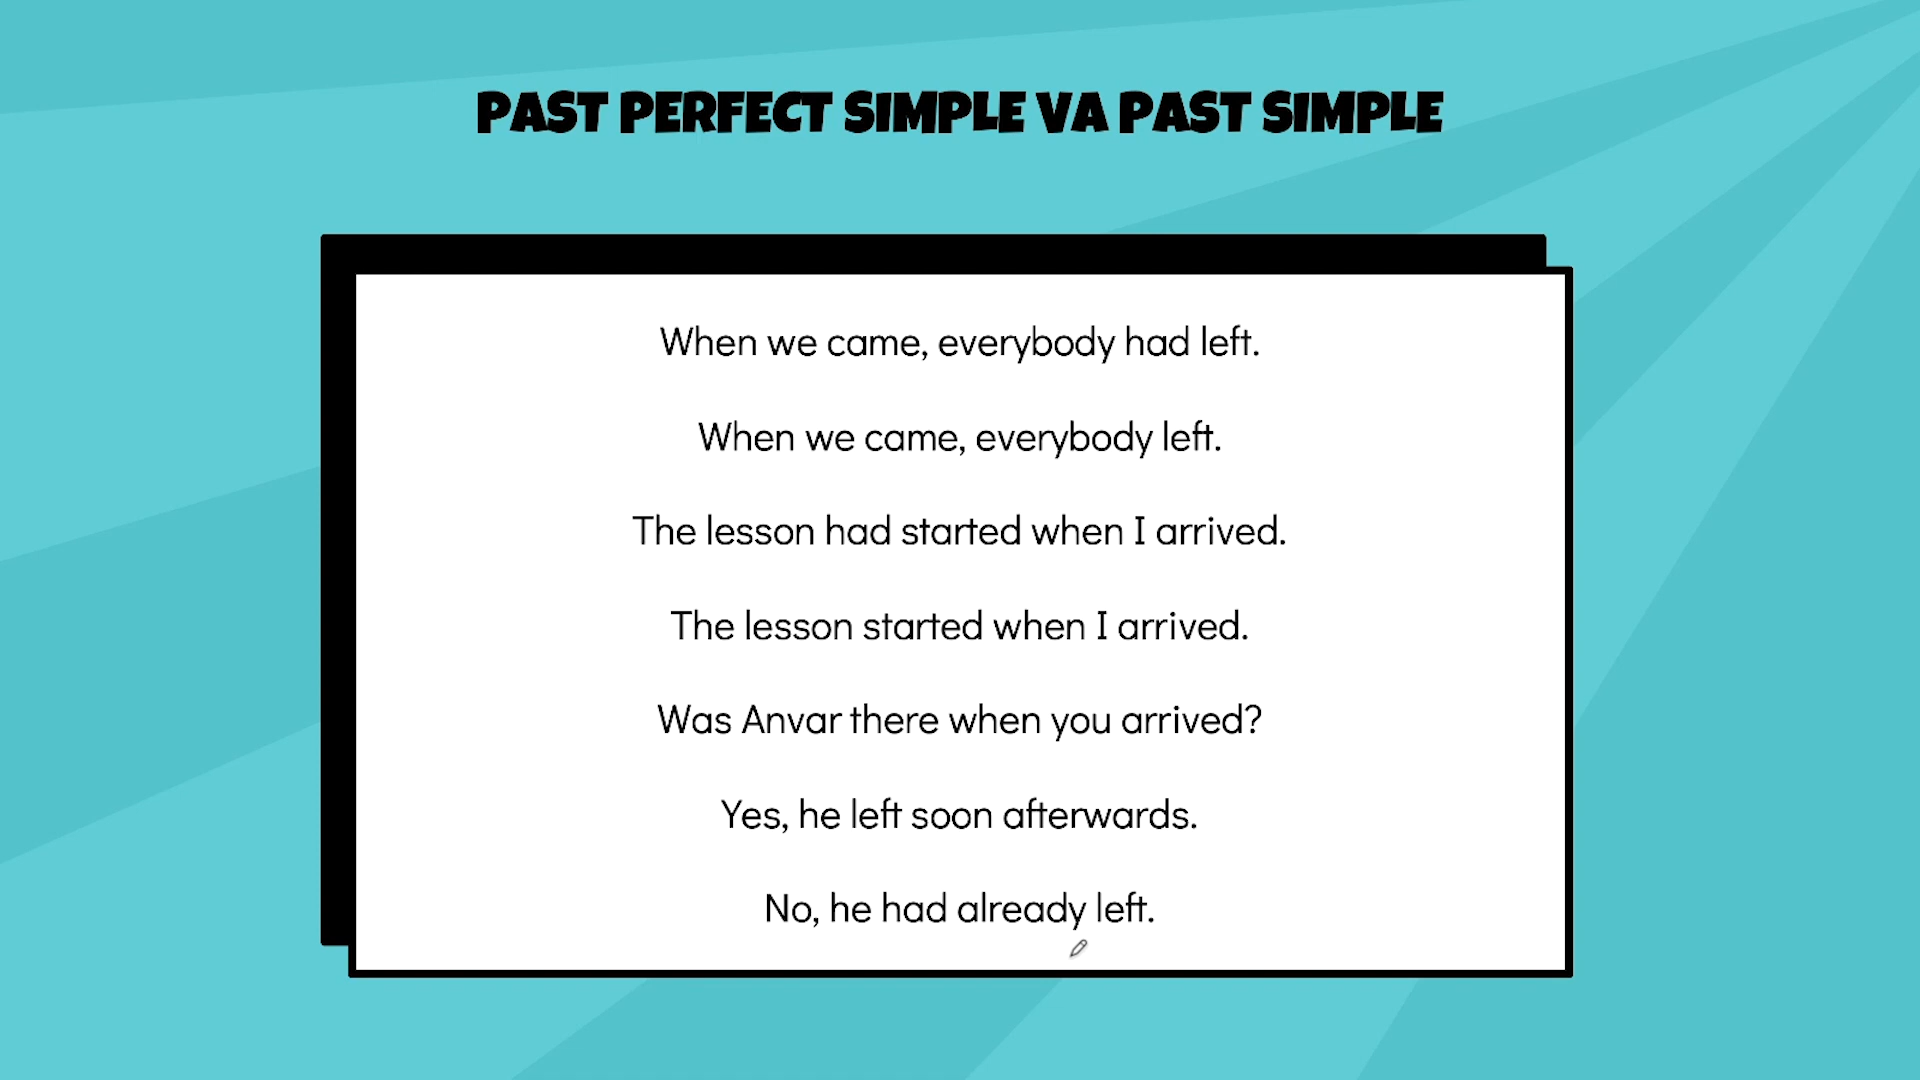 PAST PERFECT SIMPLE VA PAST SIMPLE
When we came, everybody had left.
When we came, everybody left.
The lesson had started when I arrived.
The lesson started when I arrived.
Was Anvar there when you arrived?
Yes, he left soon afterwards.
No, he had already left.